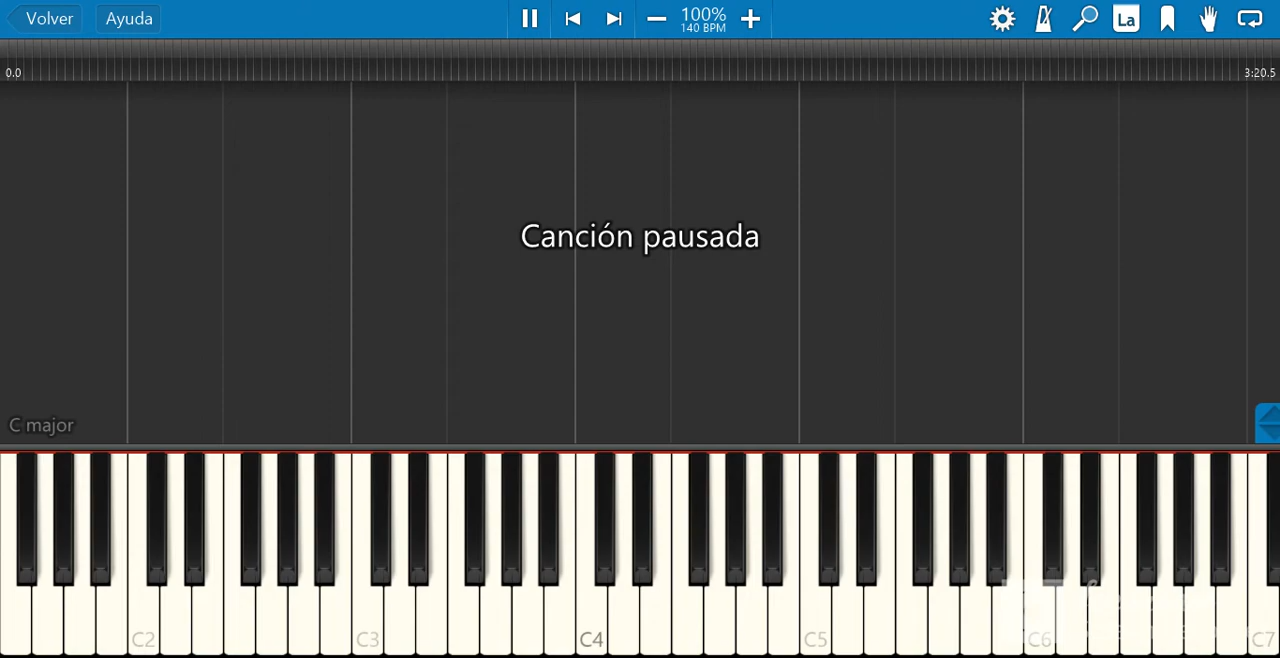 Volver
Ayuda
100%
140 BPM
La
0.0
3:20.5
Canción pausada
C major
C2
C3
C4
C5
C6
C7